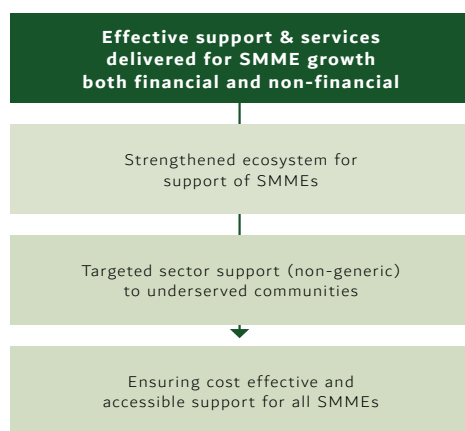 Effective support & services
delivered for SMME growth
both financial and non-financial
Strengthened ecosystem for
support of SMMEs
Targeted sector support (non-generic)
to underserved communities
Ensuring cost effective and
accessible support for all SMMEs